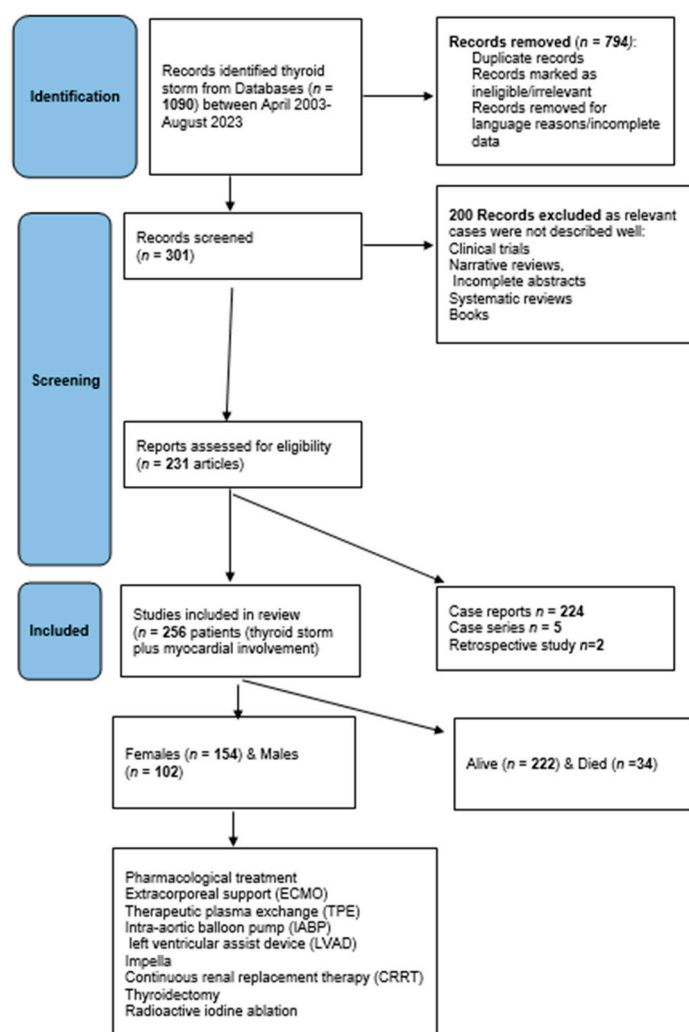 Identification
Records identified thyroid
storm from Databases (n =
1090) between April 2003-
August 2023
Records removed (n = 794):
Duplicate records
Records marked as
ineligible/irrelevant
Records removed for
language reasons/incomplete
data
Screening
Records screened
(n = 301)
200 Records excluded as relevant
cases were not described well:
Clinical trials
Narrative reviews,
Incomplete abstracts
Systematic reviews
Books
Reports assessed for eligibility
(n = 231 articles)
Included
Studies included in review
(n = 256 patients (thyroid storm
plus myocardial involvement)
Case reports n = 224
Case series n = 5
Retrospective study n=2
Females (n = 154) & Males
(n = 102)
Alive (n = 222) & Died (n =34)
Pharmacological treatment
Extracorporeal support (ECMO)
Therapeutic plasma exchange (TPE)
Intra-aortic balloon pump (IABP)
left ventricular assist device (LVAD)
Impella
Continuous renal replacement therapy (CRRT)
Thyroidectomy
Radioactive iodine ablation